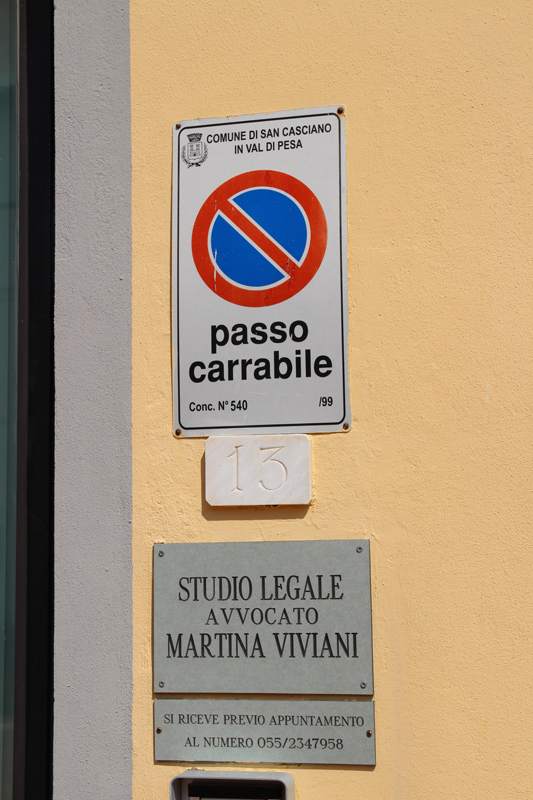 COMUNE DI SAN CASCIANO
IN VAL DI PESA
passo
carrabile
Conc. N° 540 /99
13
STUDIO LEGALE
AVVOCATO
MARTINA VIVIANI
SI RICEVE PREVIO APPUNTAMENTO
AL NUMERO 055/2347958